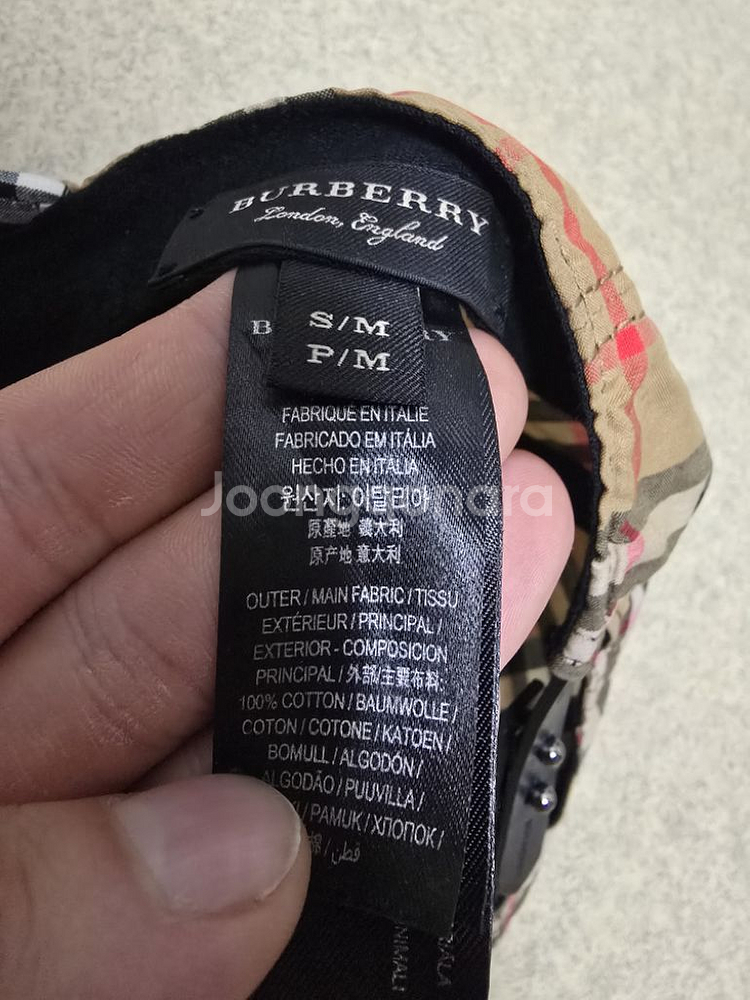 BURBERRY
London, England
S/M
P/M
FABRIQUÉ EN ITALIE
FABRICADO EM ITÁLIA
HECHO EN ITALIA
원산지 이탈리아
原產地 義大利
原产地 意大利
OUTER / MAIN FABRIC / TISSU
EXTÉRIEUR / PRINCIPAL /
EXTERIOR - COMPOSICION
PRINCIPAL / 外部/主要布料:
100% COTTON / BAUMWOLLE /
COTON / COTONE / KATOEN /
BOMULL / ALGODÓN /
ALGODÃO / PUUVILLA /
PAMUK / ХЛОПОК /
قطن
Joonggonara